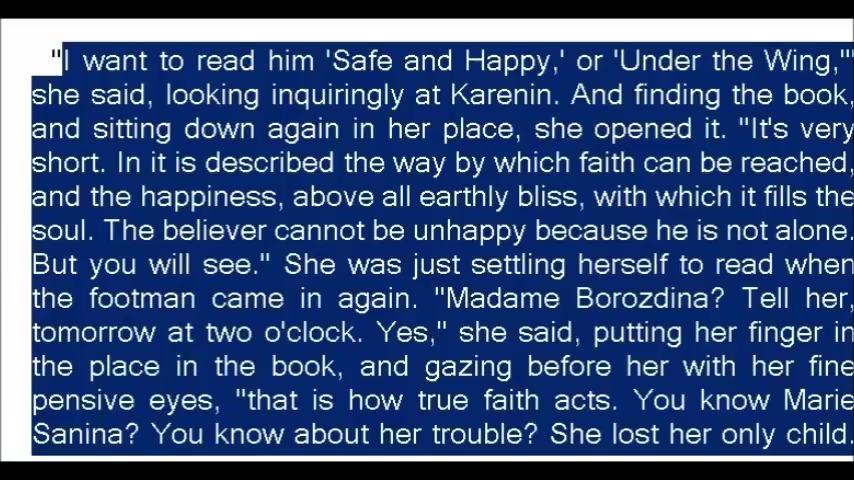 "I want to read him 'Safe and Happy,' or 'Under the Wing,'"
she said, looking inquiringly at Karenin. And finding the book,
and sitting down again in her place, she opened it. "It's very
short. In it is described the way by which faith can be reached,
and the happiness, above all earthly bliss, with which it fills the
soul. The believer cannot be unhappy because he is not alone.
But you will see." She was just settling herself to read when
the footman came in again. "Madame Borozdina? Tell her,
tomorrow at two o'clock. Yes," she said, putting her finger in
the place in the book, and gazing before her with her fine
pensive eyes, "that is how true faith acts. You know Marie
Sanina? You know about her trouble? She lost her only child.